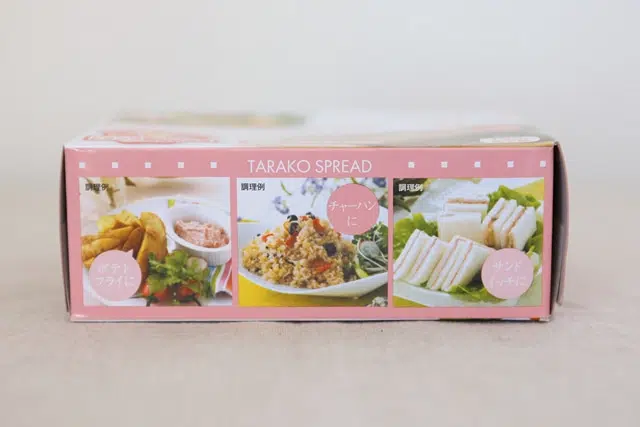 TARAKO SPREAD
調理例
ポテト
フライに
調理例
チャーハン
に
調理例
サンド
イッチに